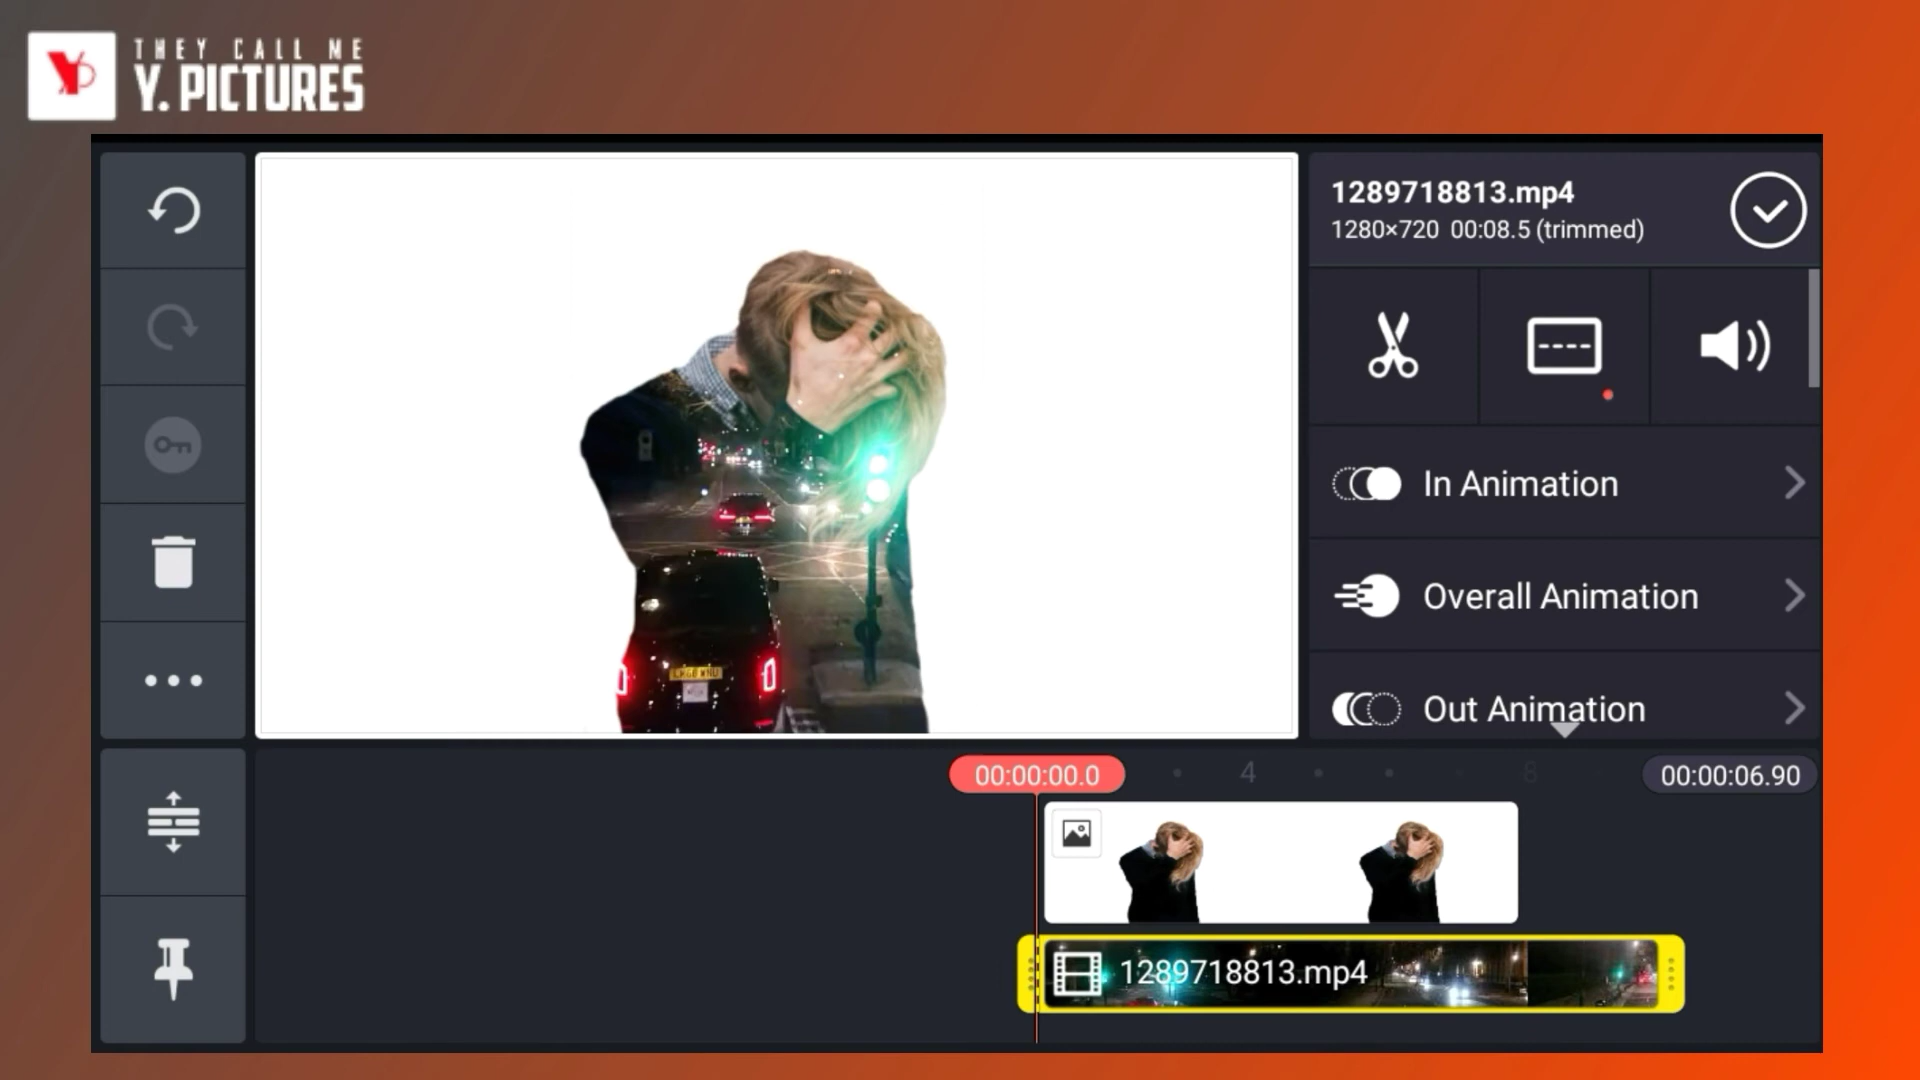 THEY CALL ME
Y. PICTURES
1289718813.mp4
1280×720 00:08.5 (trimmed)
In Animation
Overall Animation
Out Animation
00:00:00.0
4
8
00:00:06.90
1289718813.mp4